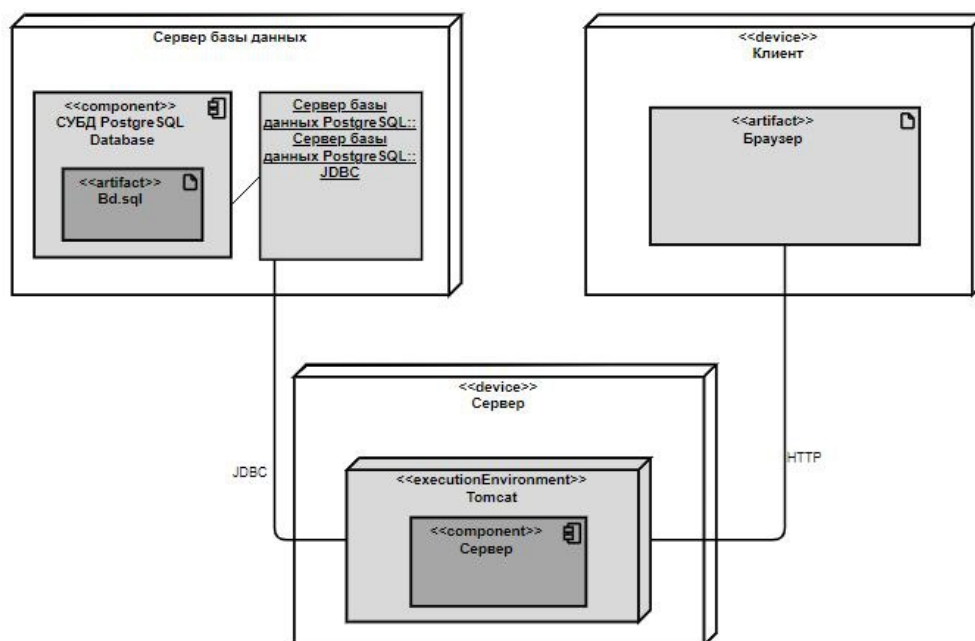 Сервер базы данных
<<component>>
СУБД PostgreSQL
Database
<<artifact>>
Bd.sql
Сервер базы
данных PostgreSQL::
Сервер базы
данных PostgreSQL::
JDBC
<<device>>
Клиент
<<artifact>>
Браузер
JDBC
HTTP
<<device>>
Сервер
<<executionEnvironment>>
Tomcat
<<component>>
Сервер